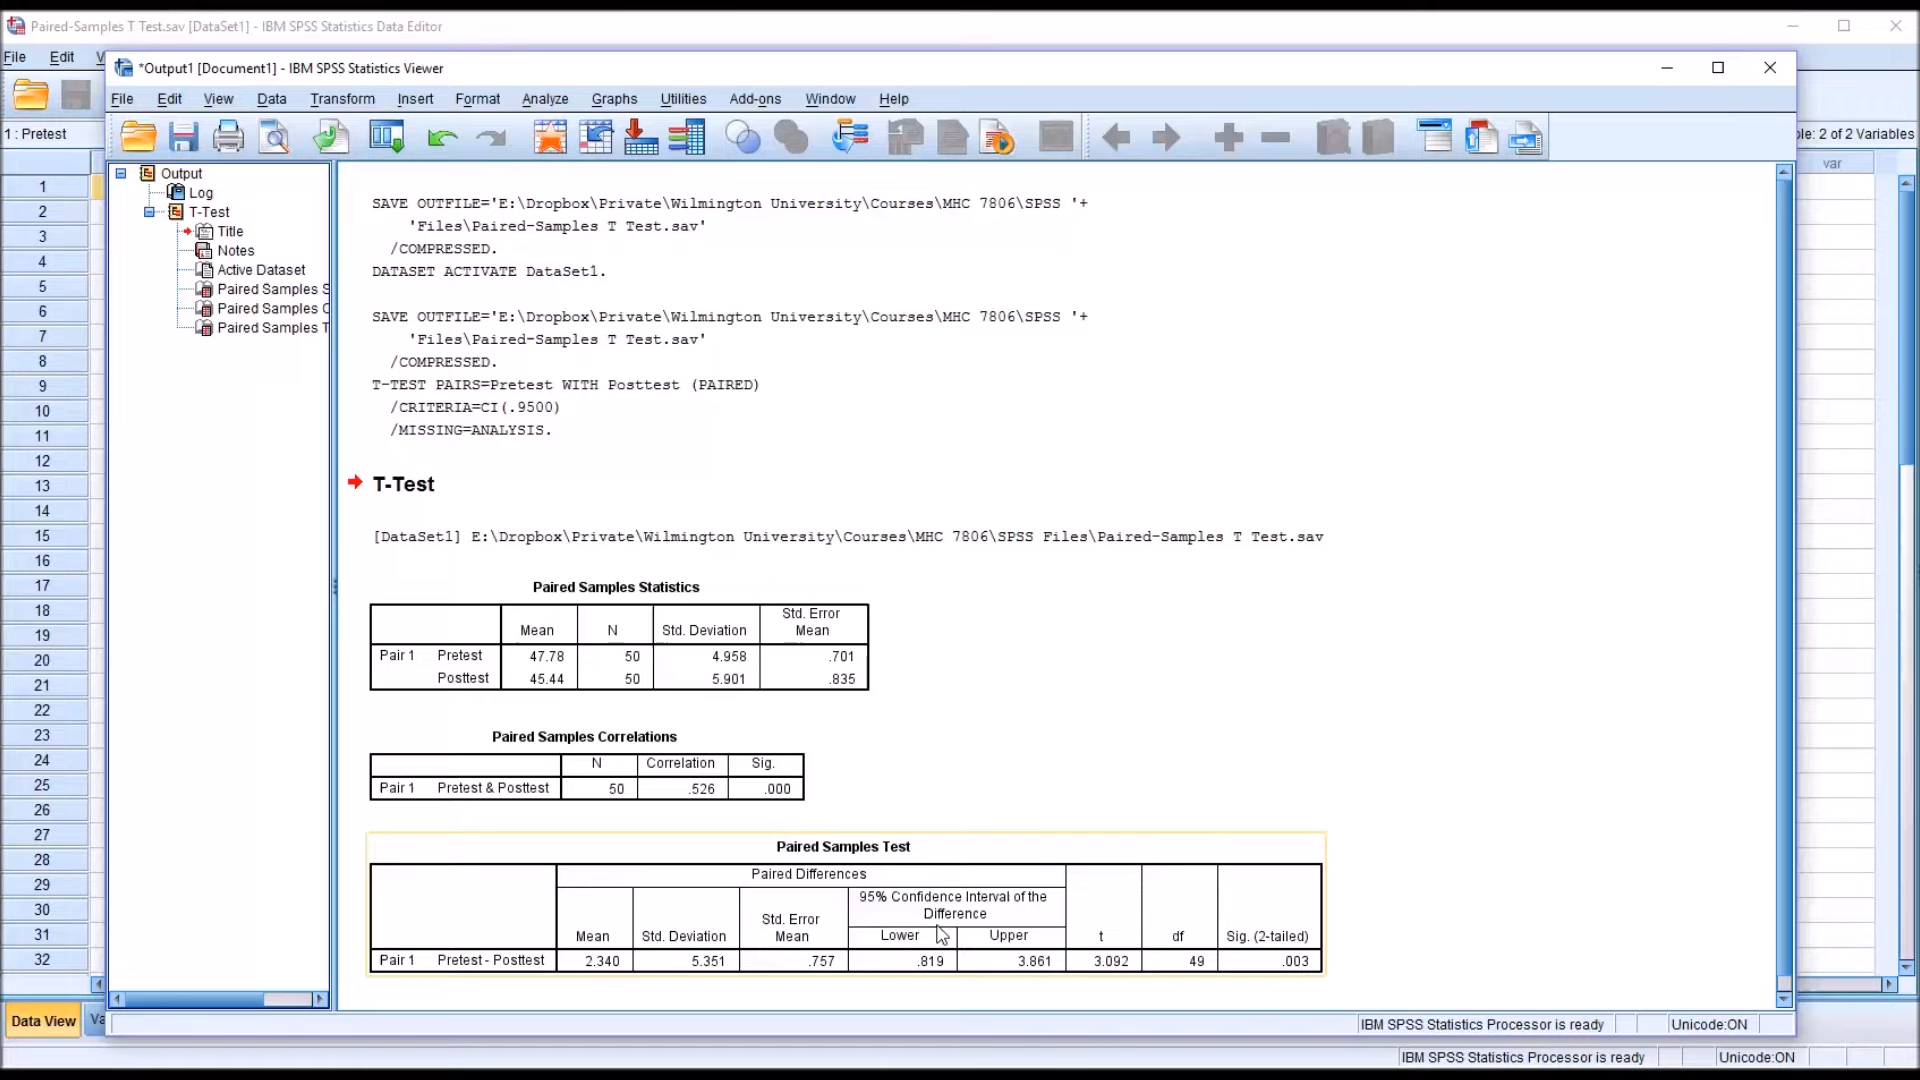 Paired-Samples T Test.sav [DataSet1] - IBM SPSS Statistics Data Editor
File Edit
*Output1 [Document1] - IBM SPSS Statistics Viewer
File Edit View Data Transform Insert Format Analyze Graphs Utilities Add-ons Window Help
1 : Pretest
ble: 2 of 2 Variables
var
1
2
3
4
5
6
7
8
9
10
11
12
13
14
15
16
17
18
19
20
21
22
23
24
25
26
27
28
29
30
31
32
Output
Log
T-Test
Title
Notes
Active Dataset
Paired Samples S
Paired Samples C
Paired Samples T
SAVE OUTFILE='E:\Dropbox\Private\Wilmington University\Courses\MHC 7806\SPSS '+
'Files\Paired-Samples T Test.sav'
/COMPRESSED.
DATASET ACTIVATE DataSet1.
SAVE OUTFILE='E:\Dropbox\Private\Wilmington University\Courses\MHC 7806\SPSS '+
'Files\Paired-Samples T Test.sav'
/COMPRESSED.
T-TEST PAIRS=Pretest WITH Posttest (PAIRED)
/CRITERIA=CI(.9500)
/MISSING=ANALYSIS.
T-Test
[DataSet1] E:\Dropbox\Private\Wilmington University\Courses\MHC 7806\SPSS Files\Paired-Samples T Test.sav
Paired Samples Statistics
Mean N Std. Deviation Std. Error Mean
Pair 1 Pretest 47.78 50 4.958 .701
Posttest 45.44 50 5.901 .835
Paired Samples Correlations
N Correlation Sig.
Pair 1 Pretest & Posttest 50 .526 .000
Paired Samples Test
Paired Differences
95% Confidence Interval of the Difference
Mean Std. Deviation Std. Error Mean Lower Upper t df Sig. (2-tailed)
Pair 1 Pretest - Posttest 2.340 5.351 .757 .819 3.861 3.092 49 .003
Data View Va
IBM SPSS Statistics Processor is ready Unicode:ON
IBM SPSS Statistics Processor is ready Unicode:ON